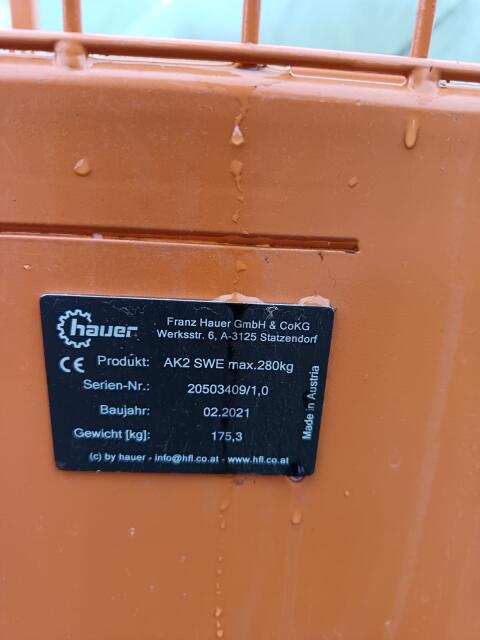 hauer
Franz Hauer GmbH & CoKG
Werksstr. 6, A-3125 Statzendorf
CE Produkt: AK2 SWE max.280kg
Serien-Nr.: 20503409/1,0
Baujahr: 02.2021
Gewicht [kg]: 175,3
Made in Austria
(c) by hauer - info@hfl.co.at - www.hfl.co.at